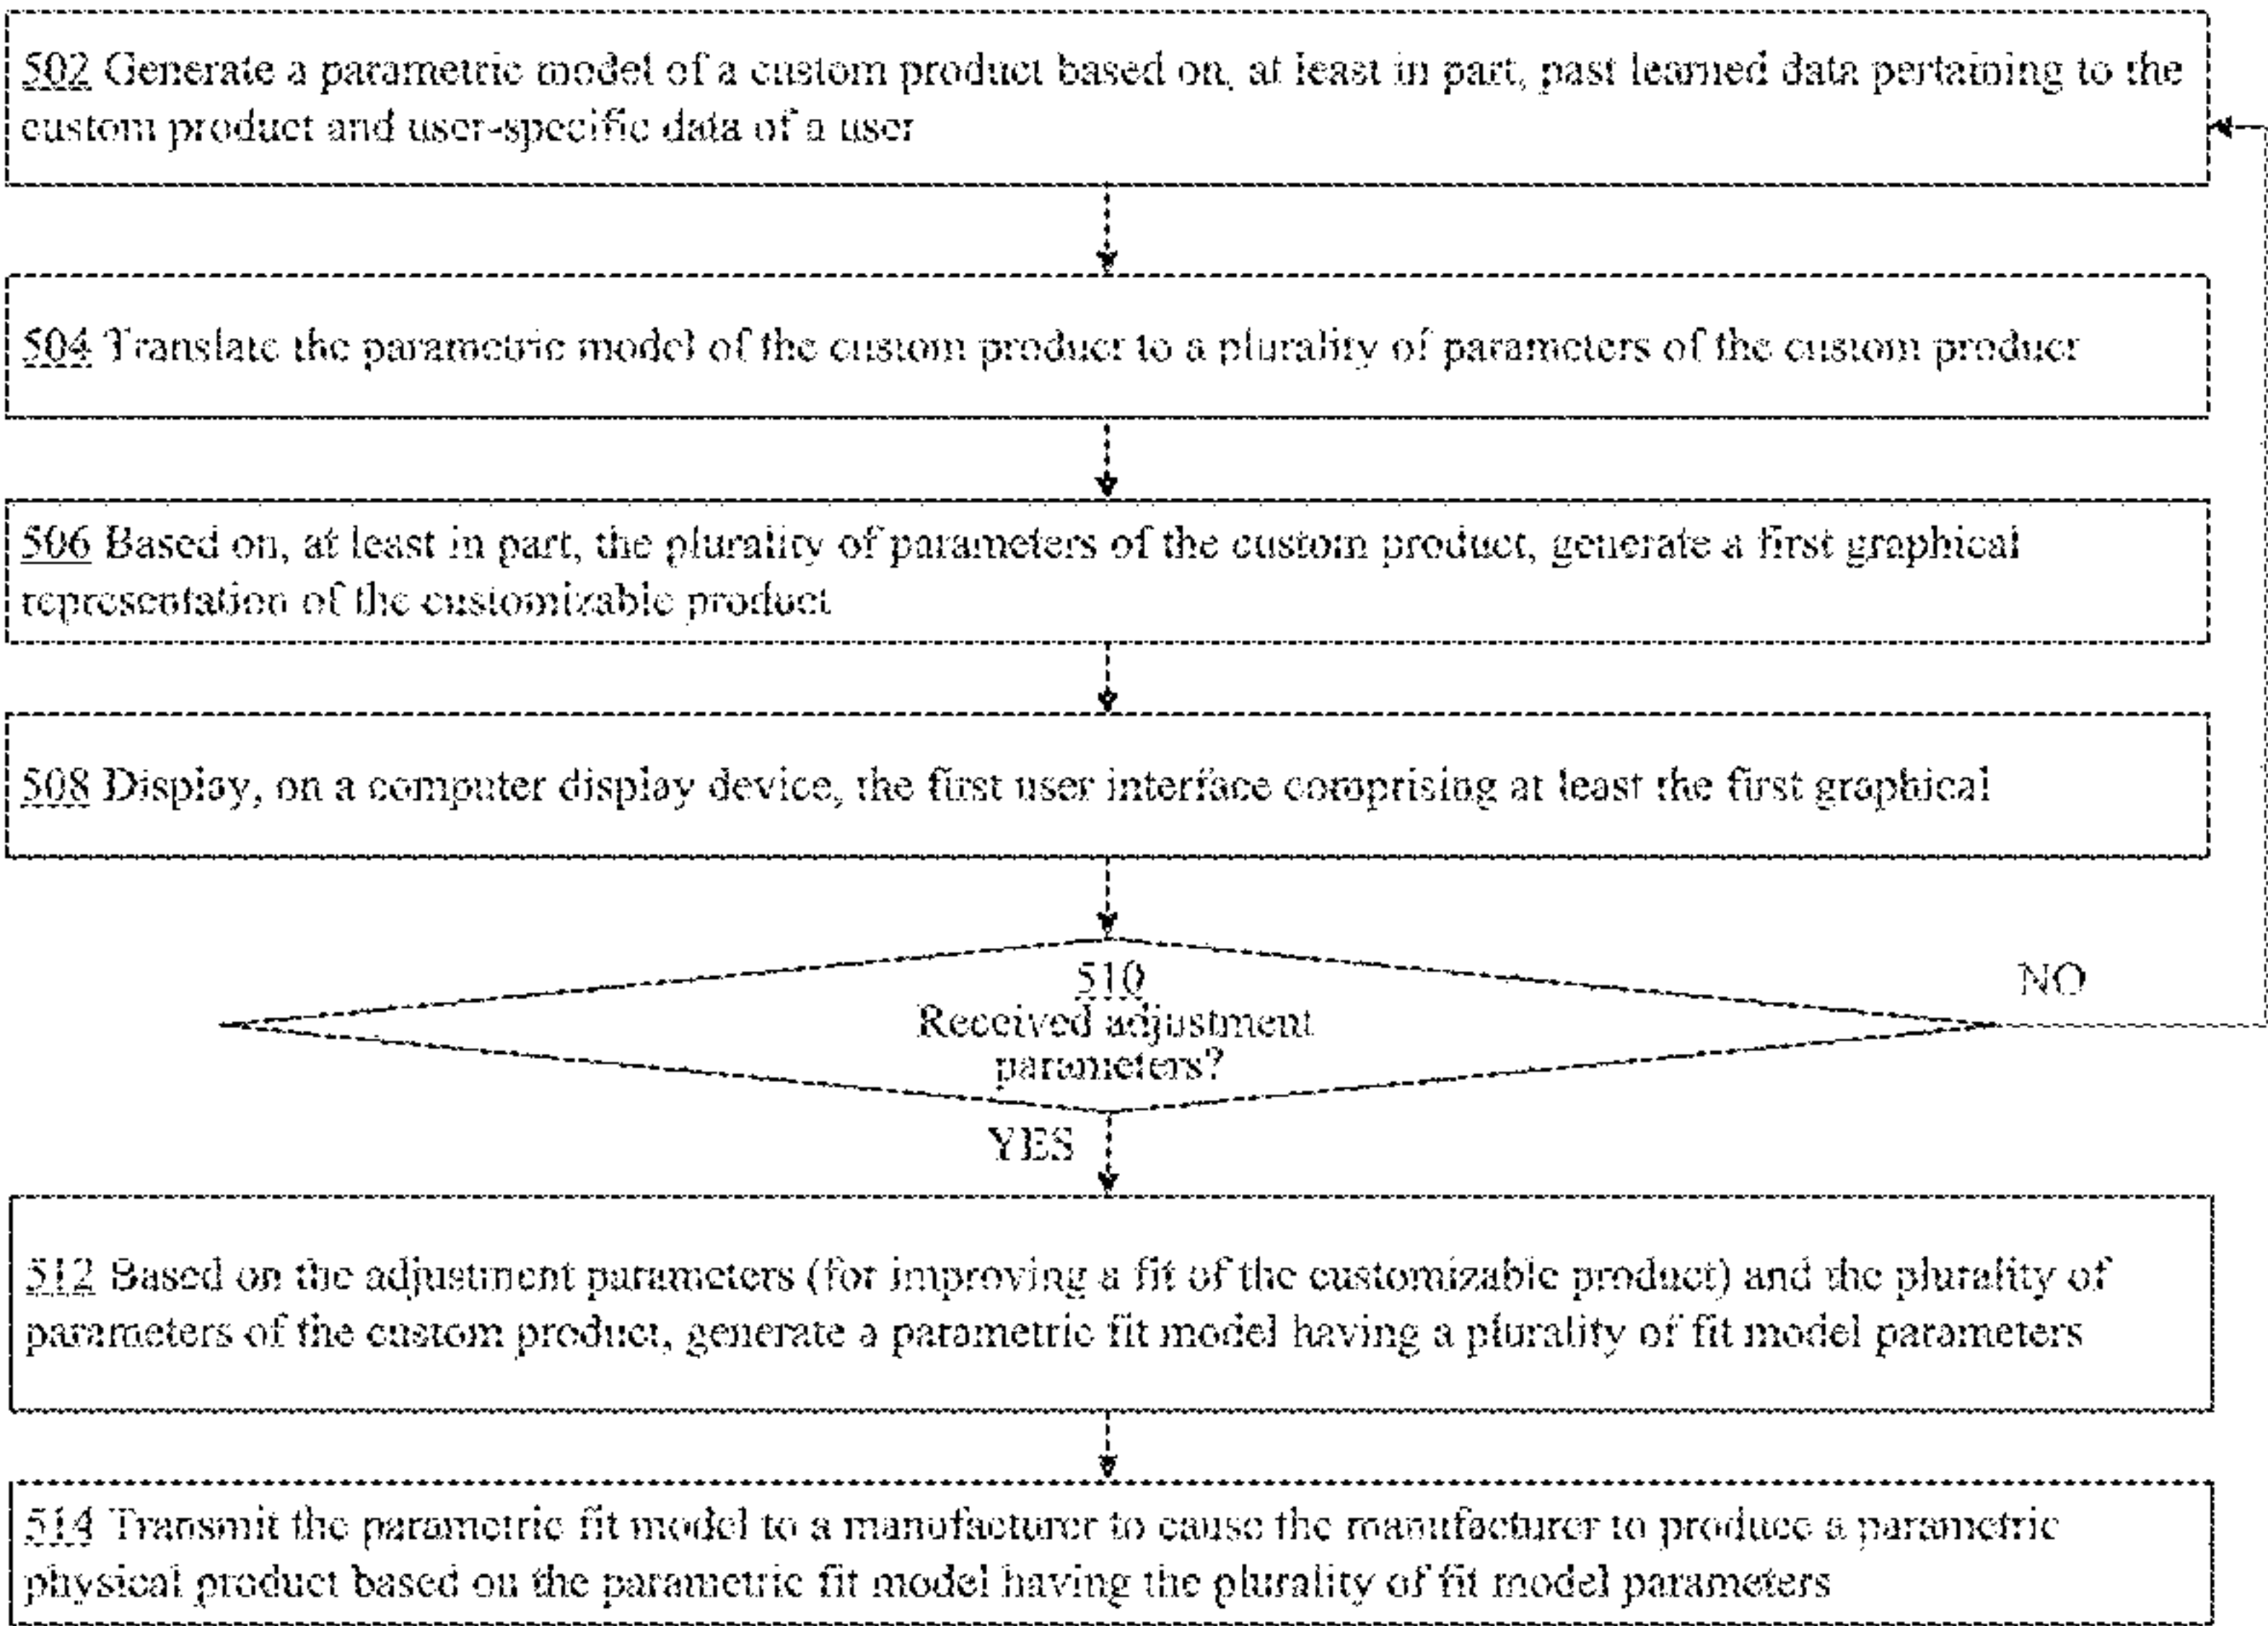 502 Generate a parametric model of a custom product based on, at least in part, past learned data pertaining to the
custom product and user-specific data of a user
504 Translate the parametric model of the custom product to a plurality of parameters of the custom product
506 Based on, at least in part, the plurality of parameters of the custom product, generate a first graphical
representation of the customizable product
508 Display, on a computer display device, the first user interface comprising at least the first graphical
510
Received adjustment
parameters?
NO
YES
512 Based on the adjustment parameters (for improving a fit of the customizable product) and the plurality of
parameters of the custom product, generate a parametric fit model having a plurality of fit model parameters
514 Transmit the parametric fit model to a manufacturer to cause the manufacturer to produce a parametric
physical product based on the parametric fit model having the plurality of fit model parameters